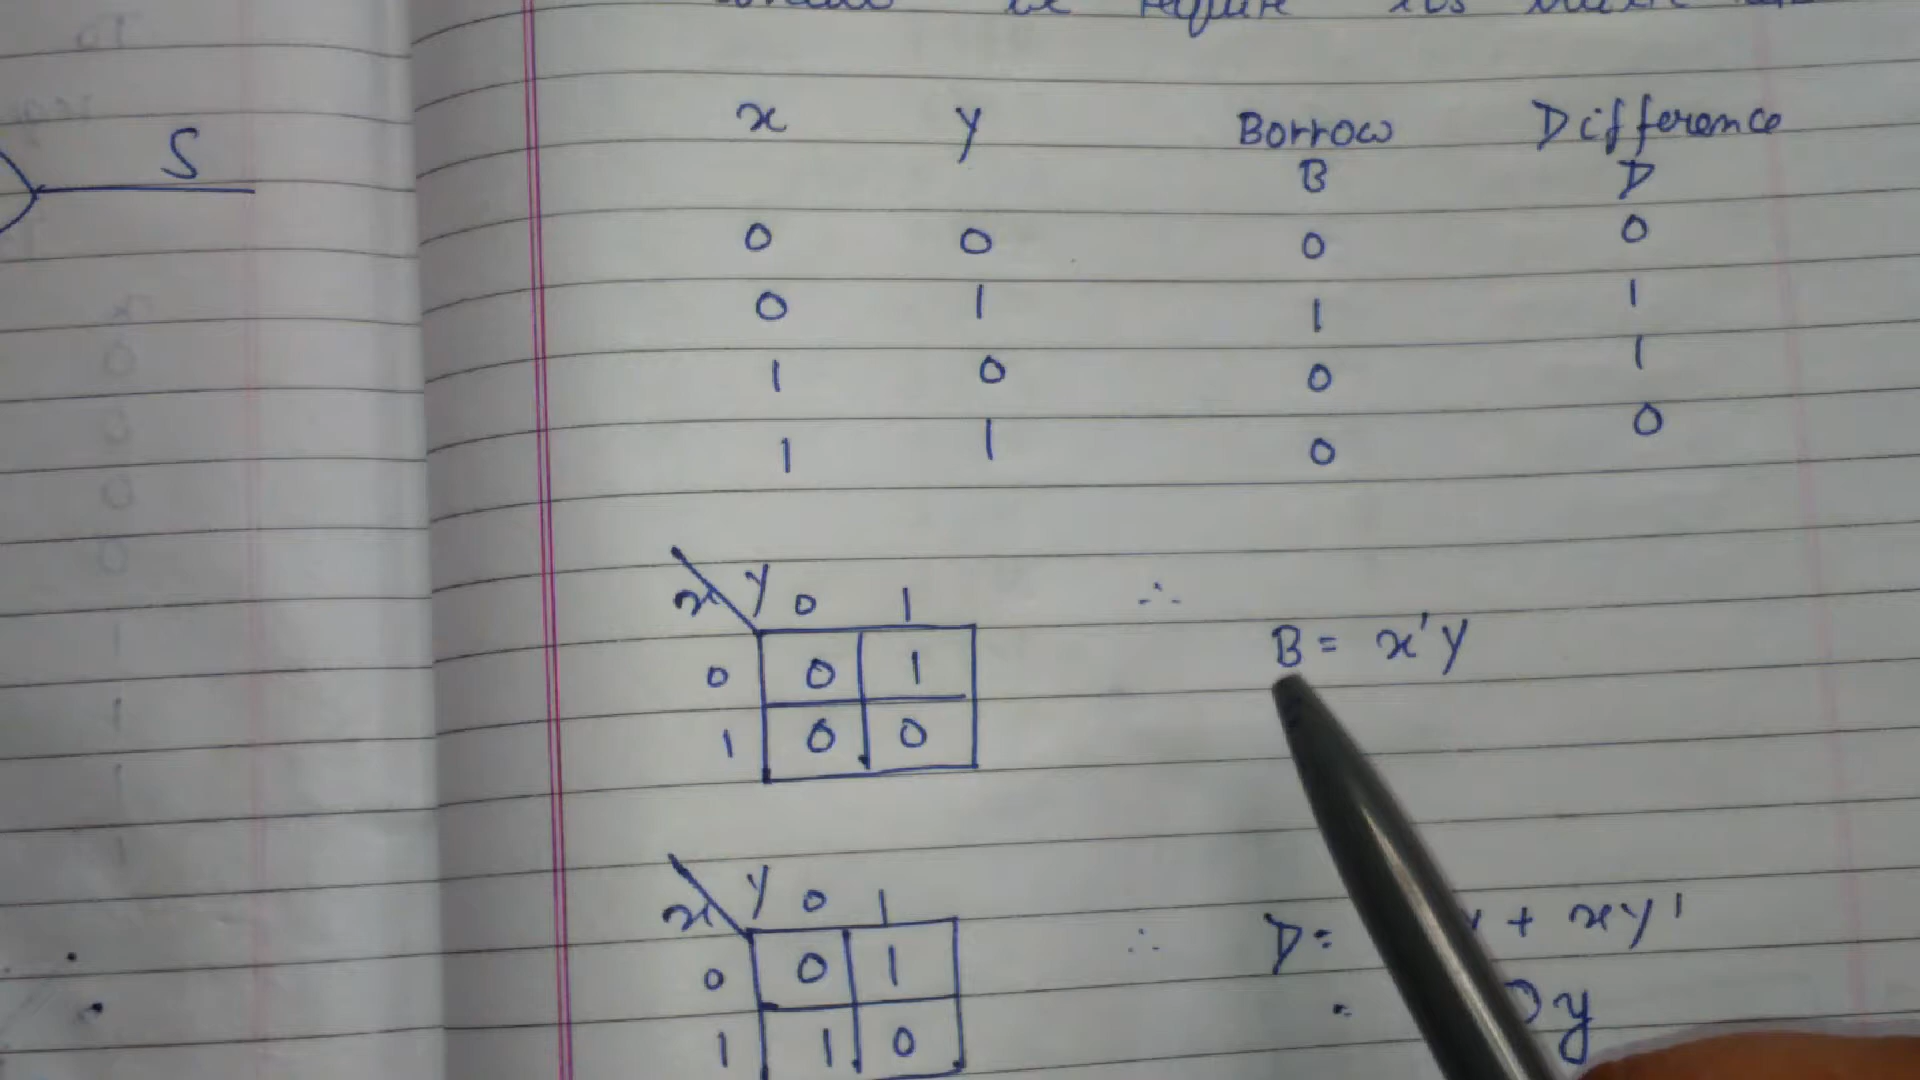 S
x y Borrow Difference
B D
0 0 0 0
0 1 1 1
1 0 0 1
1 1 0 0
x y 0 1
0 0 1
1 0 0
∴ B = x'y
x y 0 1
0 0 1
1 1 0
∴ D = + xy'
= y